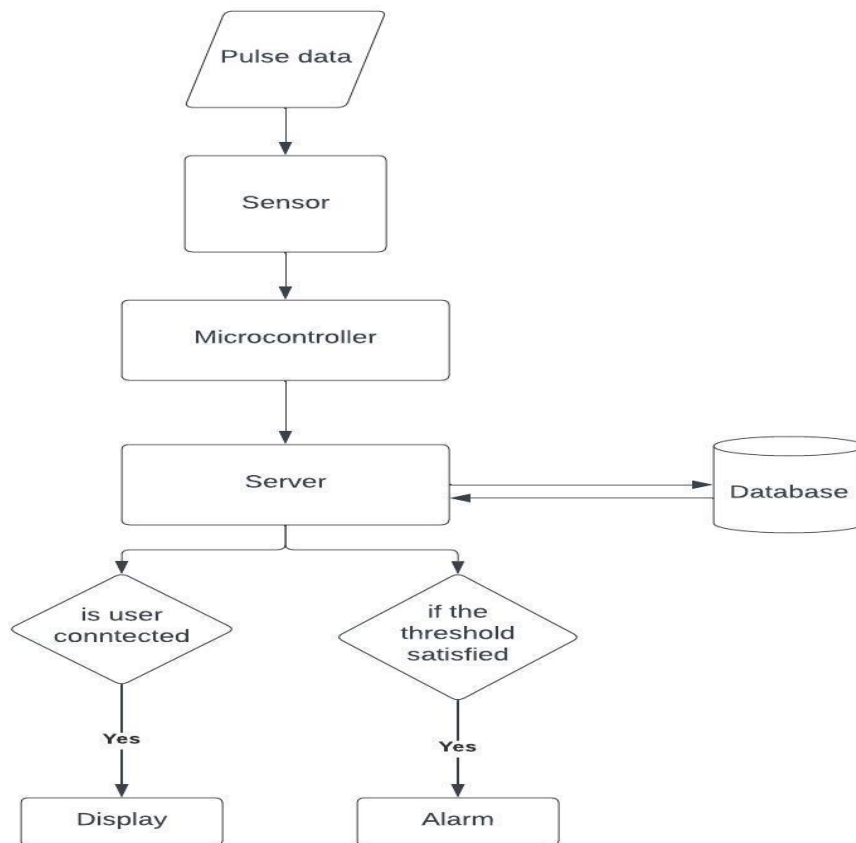 Pulse data
Sensor
Microcontroller
Server
Database
is user
conntected
if the
threshold
satisfied
Yes
Yes
Display
Alarm